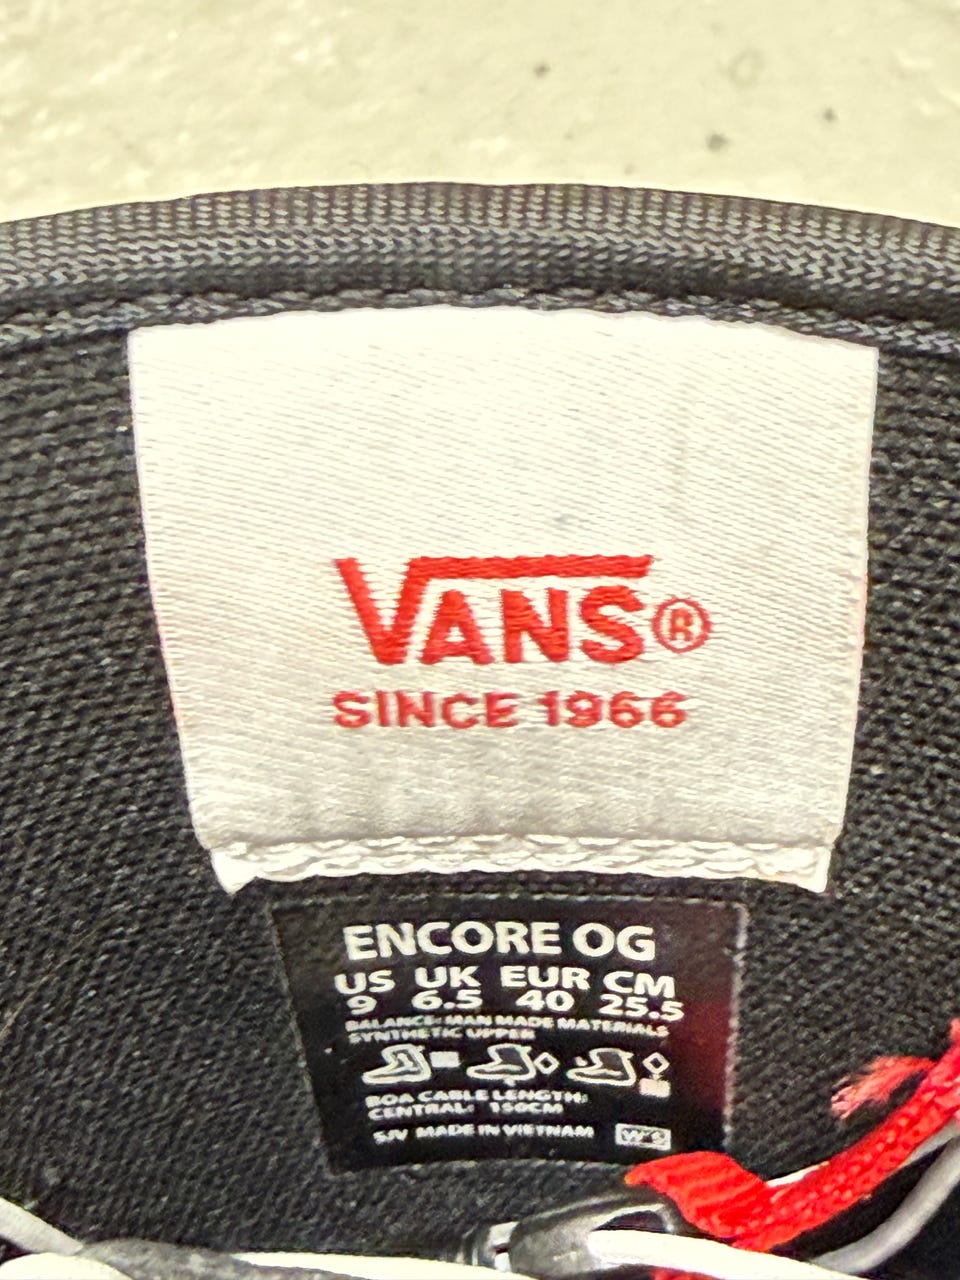 VANS®
SINCE 1966
ENCORE OG
US UK EUR CM
9 6.5 40 25.5
BALANCE: MAN MADE MATERIALS
SYNTHETIC UPPER
BOA CABLE LENGTH:
CENTRAL: 150CM
SJV MADE IN VIETNAM W'S